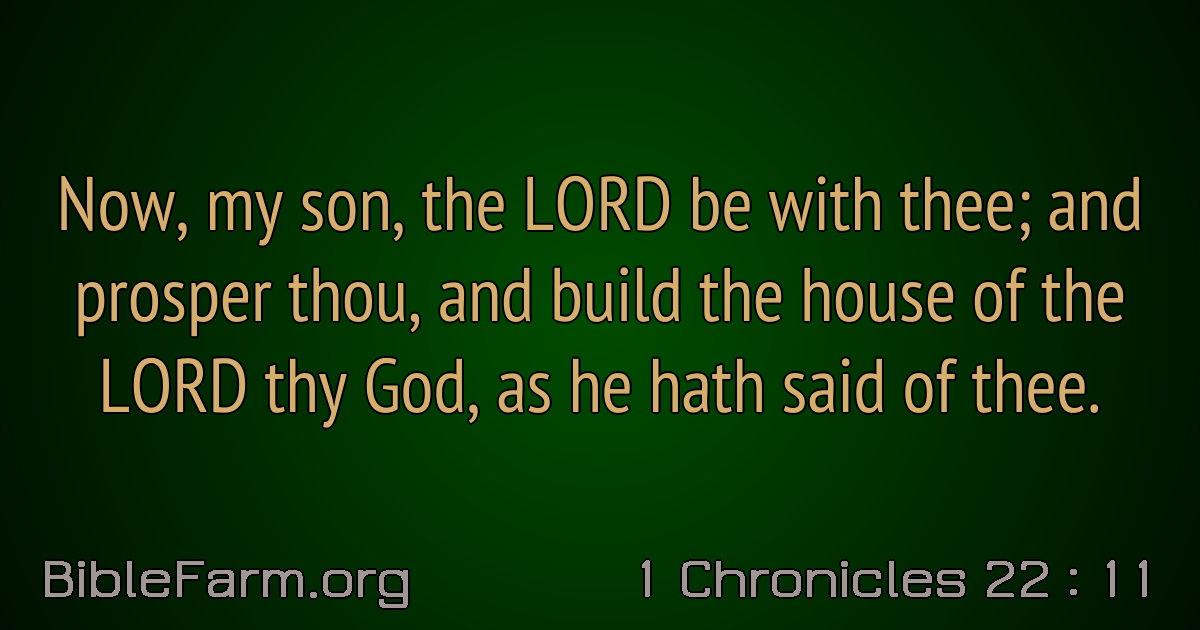 Now, my son, the LORD be with thee; and
prosper thou, and build the house of the
LORD thy God, as he hath said of thee.
BibleFarm.org
1 Chronicles 22 : 11